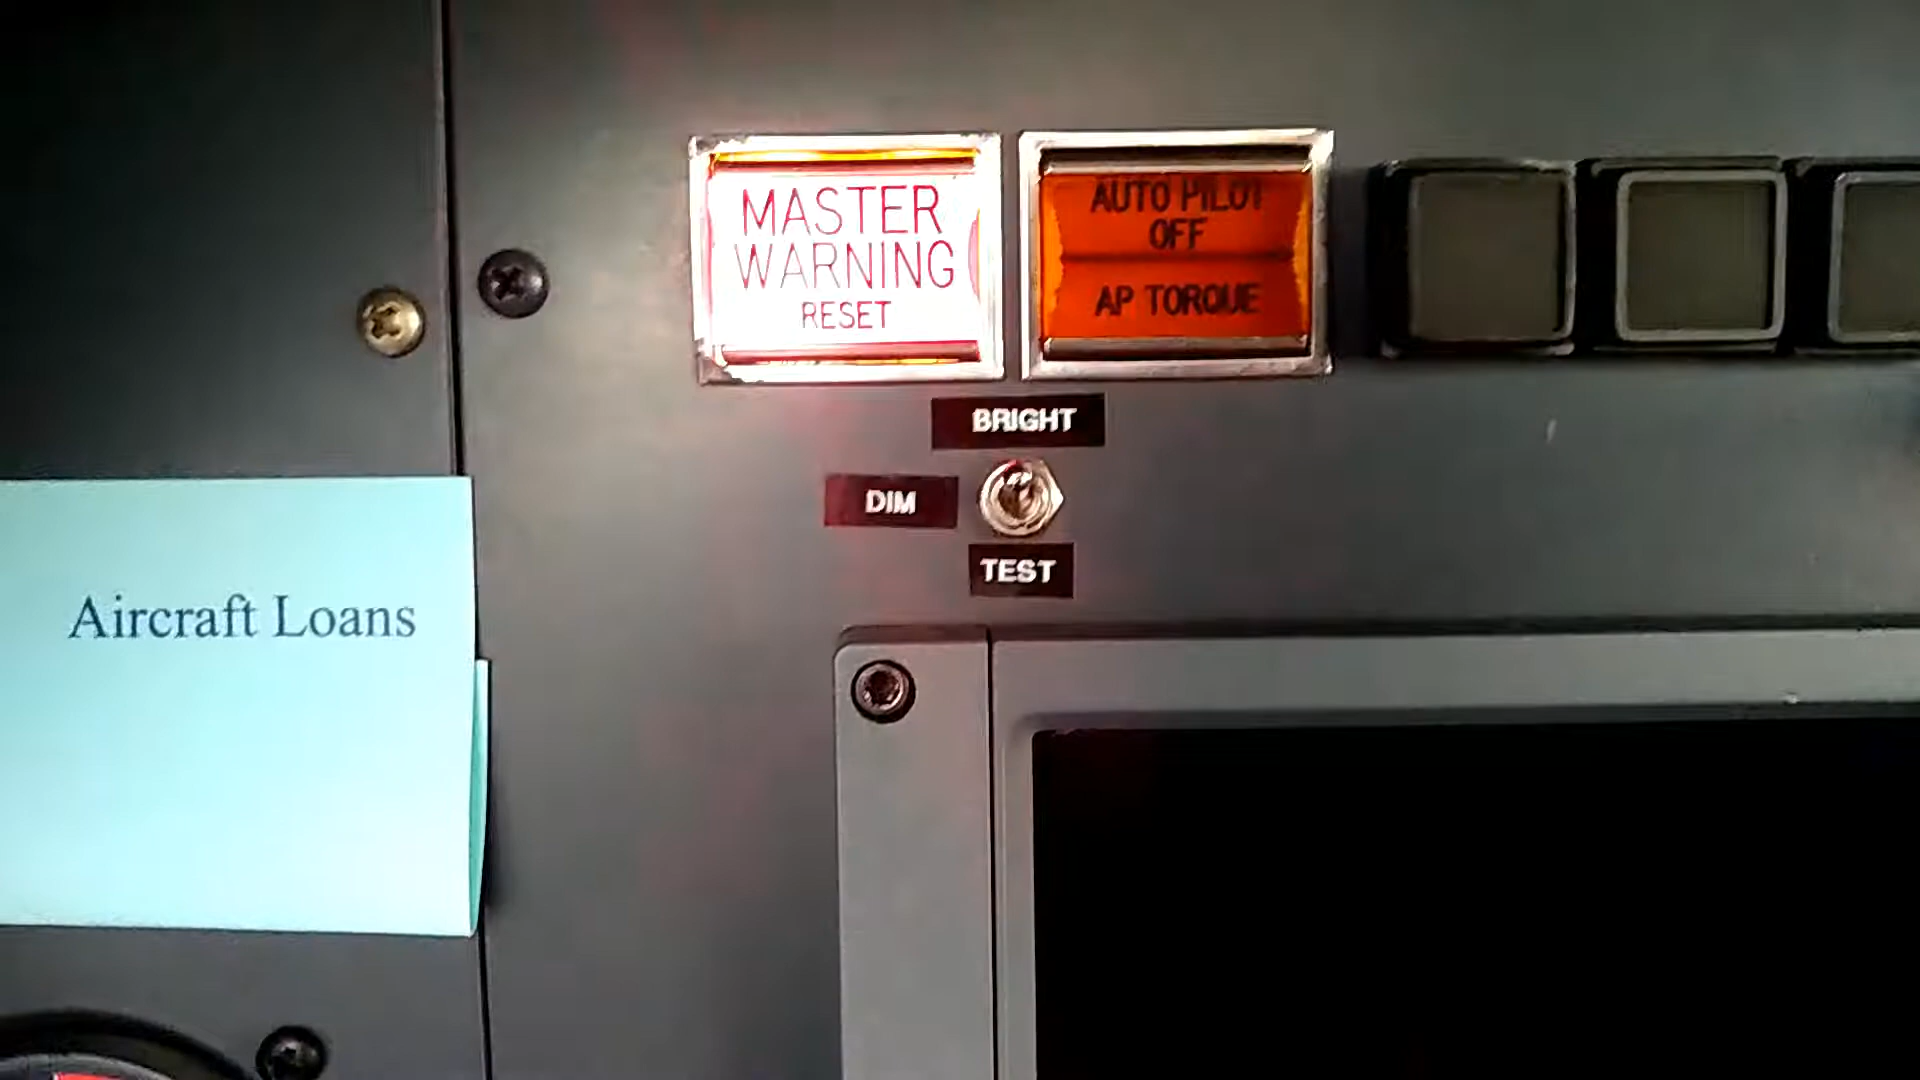 MASTER
WARNING
RESET
AUTO PILOT
OFF
AP TORQUE
BRIGHT
DIM
TEST
Aircraft Loans